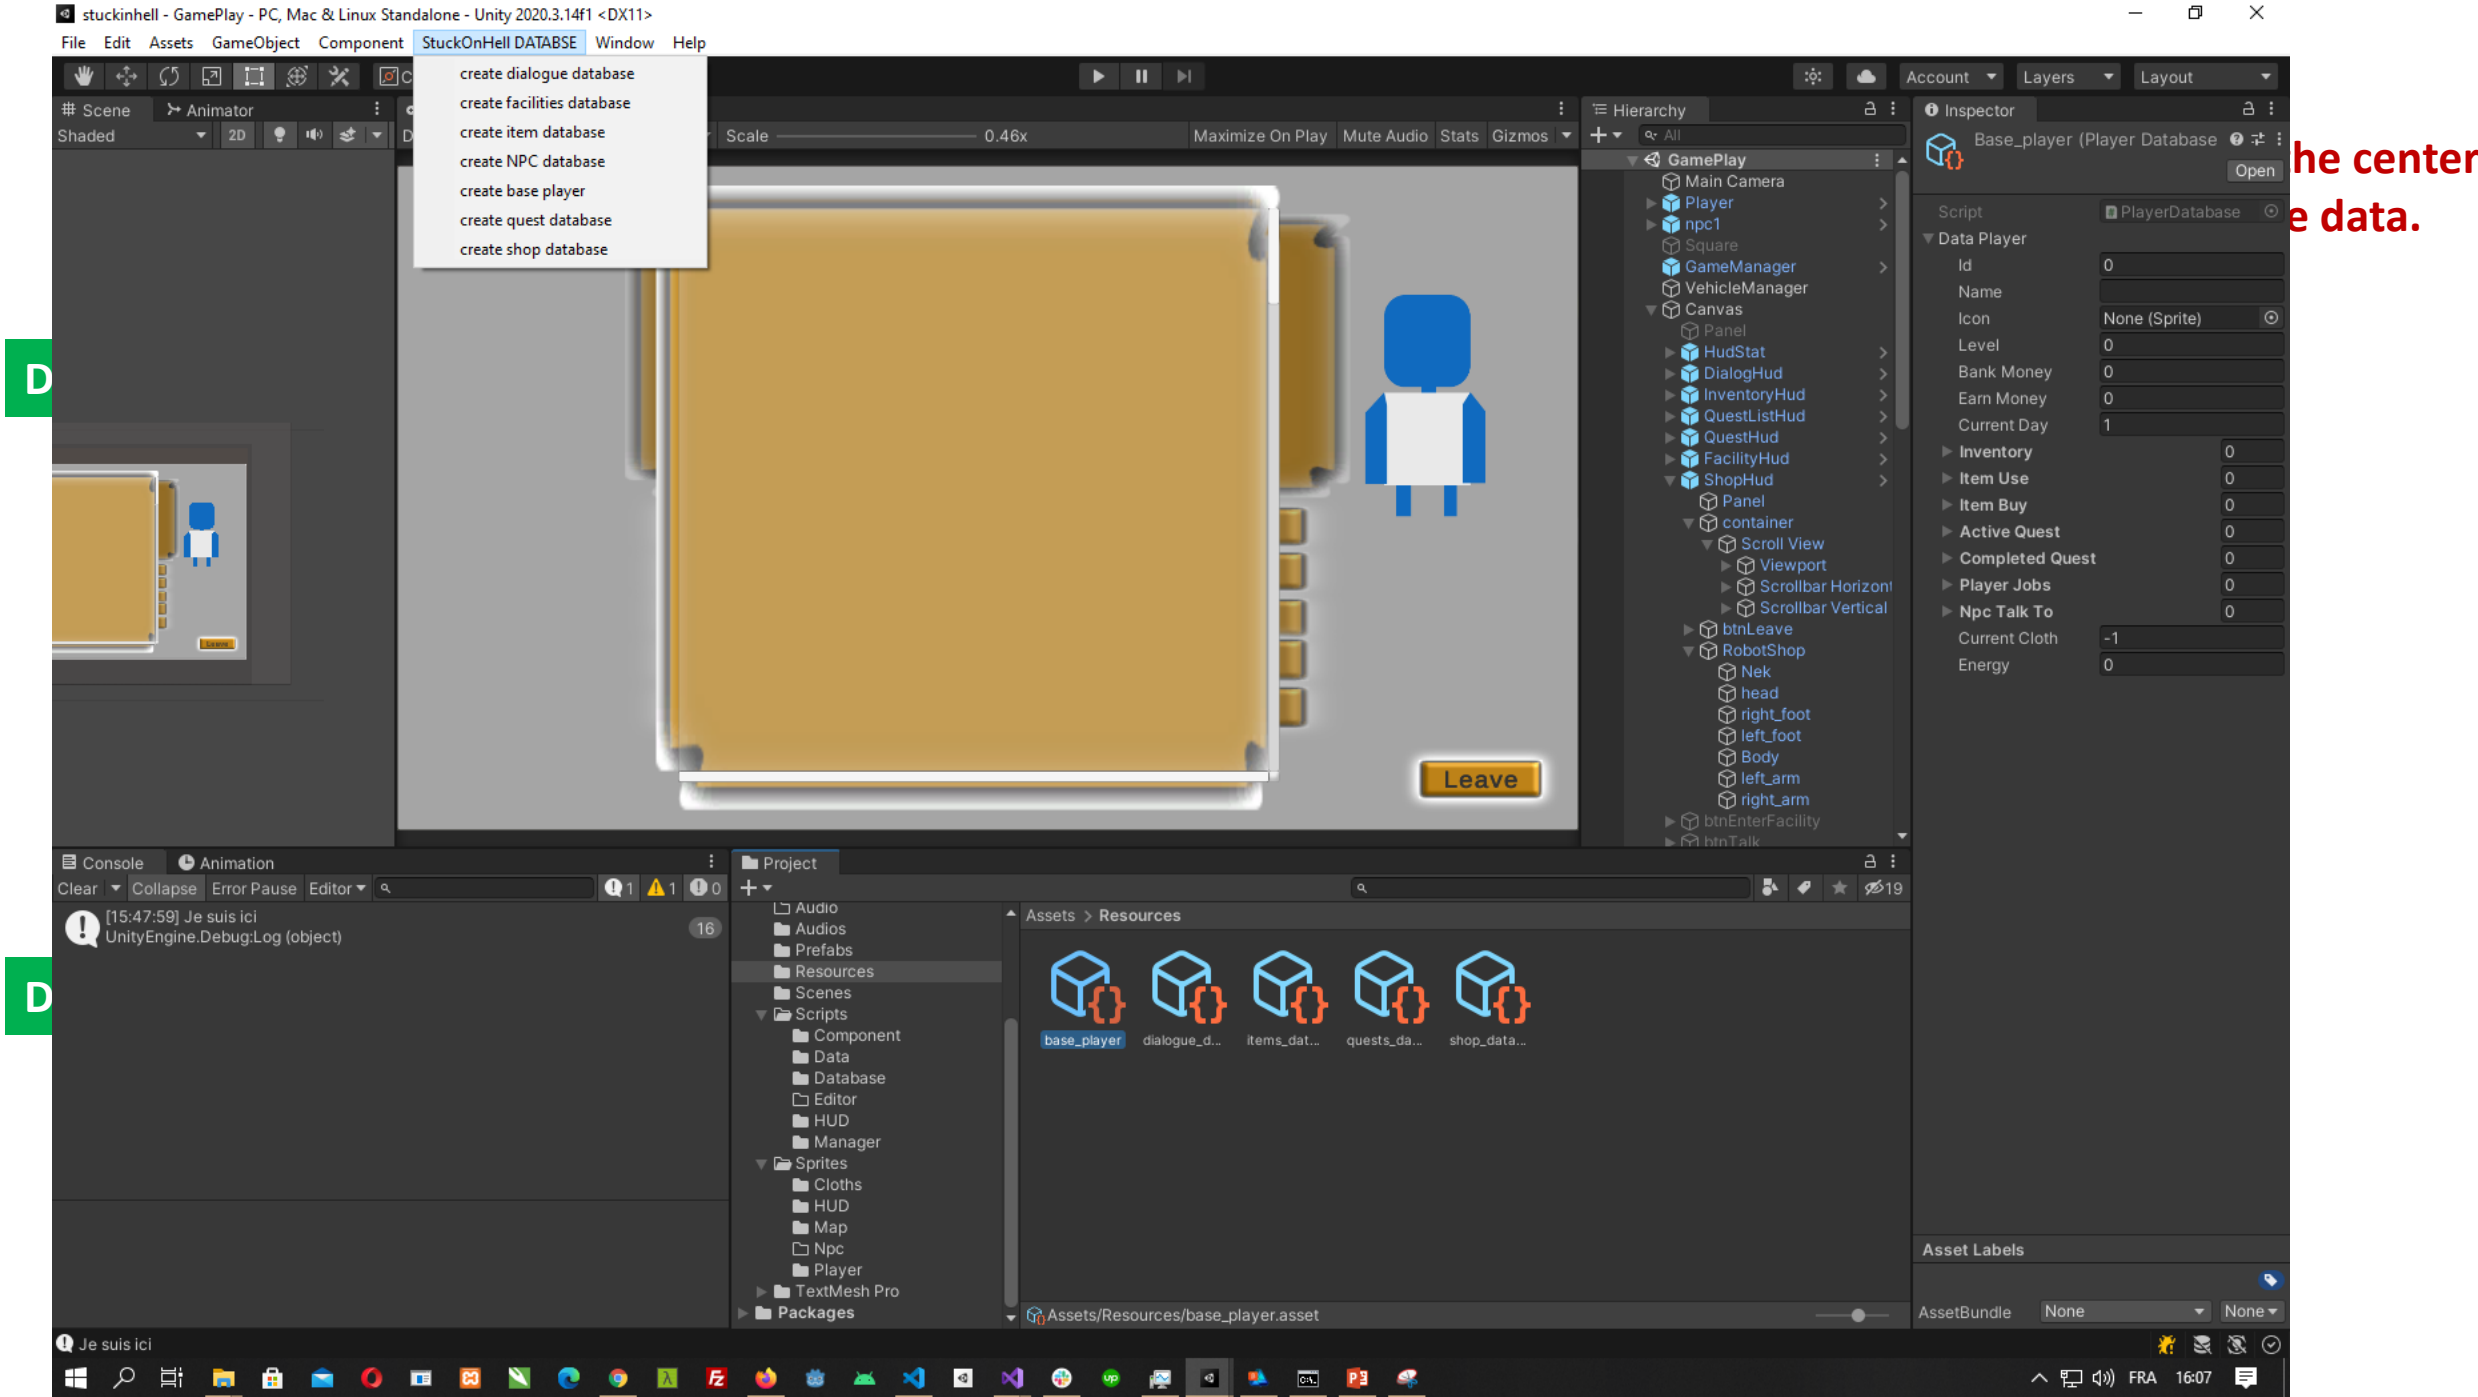 stuckinhell - GamePlay - PC, Mac & Linux Standalone - Unity 2020.3.14f1 <DX11>
File Edit Assets GameObject Component StuckOnHell DATABSE Window Help
create dialogue database
create facilities database
create item database
create NPC database
create base player
create quest database
create shop database
Account Layers Layout
Scene Animator
Shaded 2D
Scale 0.46x Maximize On Play Mute Audio Stats Gizmos
Leave
Leave
Hierarchy
All
GamePlay
Main Camera
Player
npc1
Square
GameManager
VehicleManager
Canvas
Panel
HudStat
DialogHud
InventoryHud
QuestListHud
QuestHud
FacilityHud
ShopHud
Panel
container
Scroll View
Viewport
Scrollbar Horizont
Scrollbar Vertical
btnLeave
RobotShop
Nek
head
right_foot
left_foot
Body
left_arm
right_arm
btnEnterFacility
btnTalk
Inspector
Base_player (Player Database
Open
Script PlayerDatabase
Data Player
Id 0
Name
Icon None (Sprite)
Level 0
Bank Money 0
Earn Money 0
Current Day 1
Inventory 0
Item Use 0
Item Buy 0
Active Quest 0
Completed Quest 0
Player Jobs 0
Npc Talk To 0
Current Cloth -1
Energy 0
Asset Labels
AssetBundle None None
he center
e data.
D
D
Console Animation
Clear Collapse Error Pause Editor 1 1 0
[15:47:59] Je suis ici
UnityEngine.Debug:Log (object)
16
Project
19
Audio
Audios
Prefabs
Resources
Scenes
Scripts
Component
Data
Database
Editor
HUD
Manager
Sprites
Cloths
HUD
Map
Npc
Player
TextMesh Pro
Packages
Assets > Resources
base_player dialogue_d... items_dat... quests_da... shop_data...
Assets/Resources/base_player.asset
Je suis ici
FRA 16:07